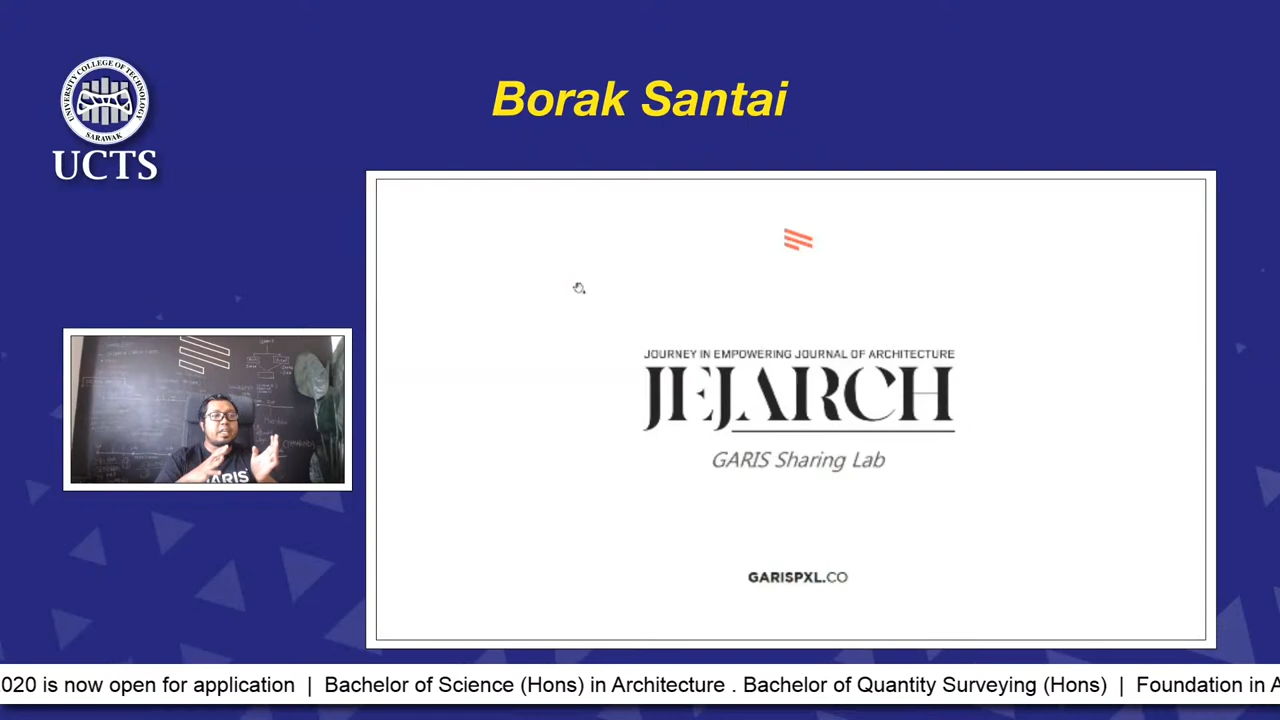 Borak Santai
UNIVERSITY COLLEGE OF TECHNOLOGY
SARAWAK
UCTS
JOURNEY IN EMPOWERING JOURNAL OF ARCHITECTURE
JEJARCH
GARIS Sharing Lab
GARISPXL.CO
GARIS
020 is now open for application | Bachelor of Science (Hons) in Architecture . Bachelor of Quantity Surveying (Hons) | Foundation in A